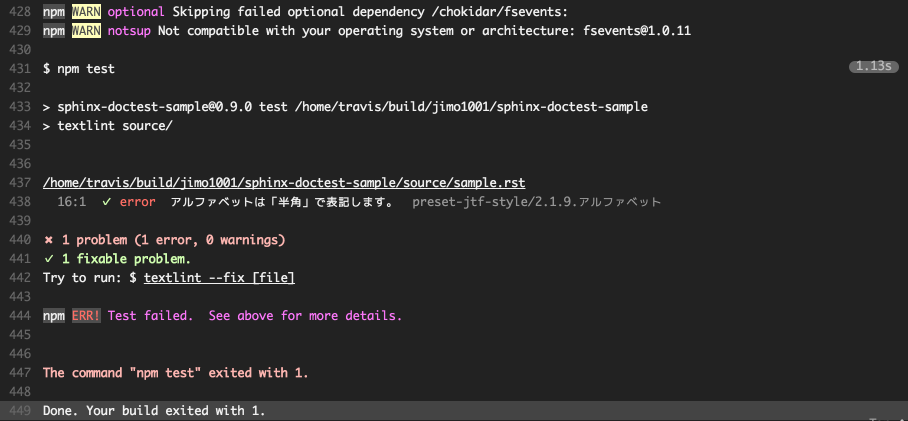 428 npm WARN optional Skipping failed optional dependency /chokidar/fsevents:
429 npm WARN notsup Not compatible with your operating system or architecture: fsevents@1.0.11
430
431 $ npm test 1.13s
432
433 > sphinx-doctest-sample@0.9.0 test /home/travis/build/jimo1001/sphinx-doctest-sample
434 > textlint source/
435
436
437 /home/travis/build/jimo1001/sphinx-doctest-sample/source/sample.rst
438 16:1 ✓ error アルファベットは「半角」で表記します。 preset-jtf-style/2.1.9.アルファベット
439
440 ✖ 1 problem (1 error, 0 warnings)
441 ✓ 1 fixable problem.
442 Try to run: $ textlint --fix [file]
443
444 npm ERR! Test failed. See above for more details.
445
446
447 The command "npm test" exited with 1.
448
449 Done. Your build exited with 1.